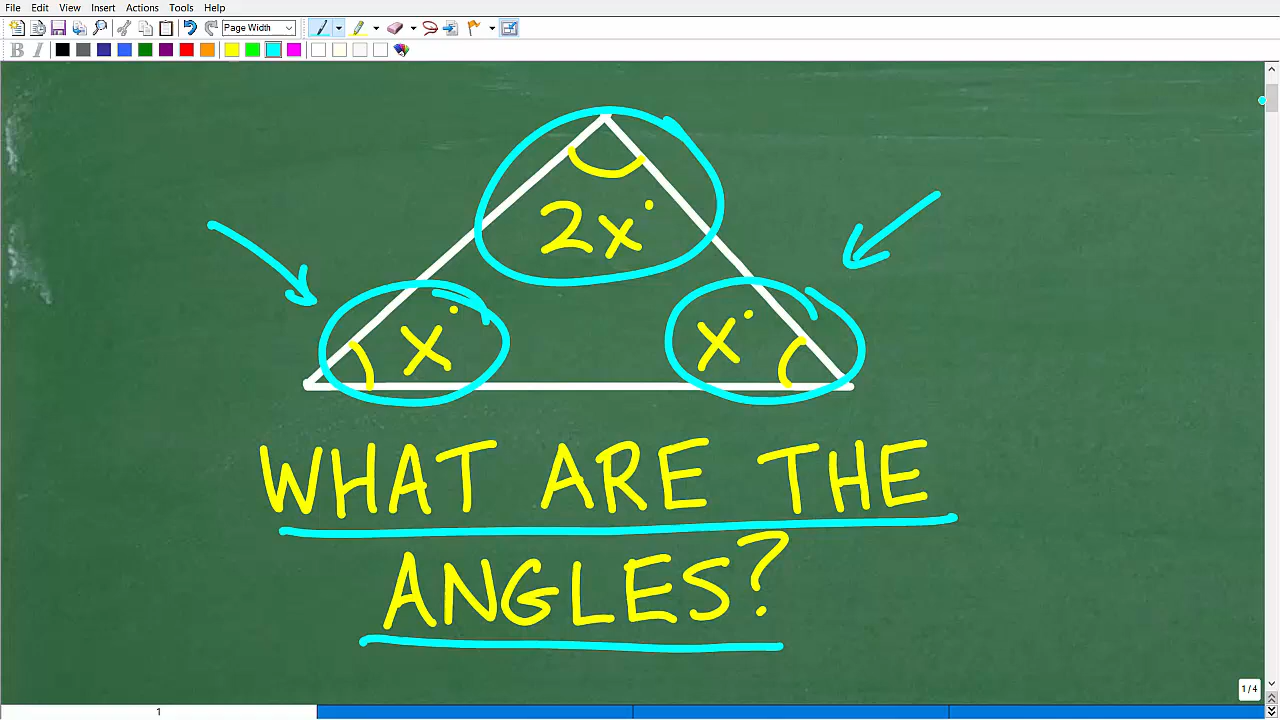 File Edit View Insert Actions Tools Help
Page Width
B I
2x°
x° x°
WHAT ARE THE
ANGLES?
1/4
1